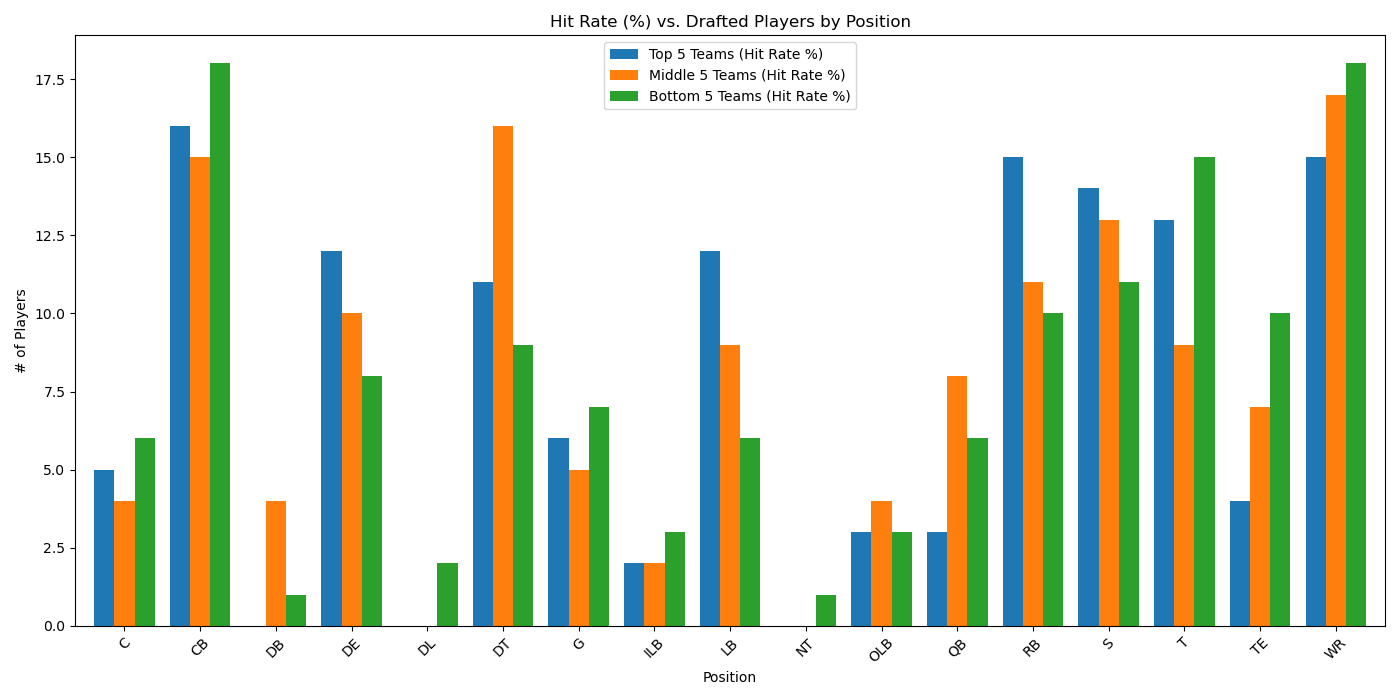 Hit Rate (%) vs. Drafted Players by Position
Top 5 Teams (Hit Rate %)
Middle 5 Teams (Hit Rate %)
Bottom 5 Teams (Hit Rate %)
# of Players
17.5
15.0
12.5
10.0
7.5
5.0
2.5
0.0
C CB DB DE DL DT G ILB LB NT OLB QB RB S T TE WR
Position